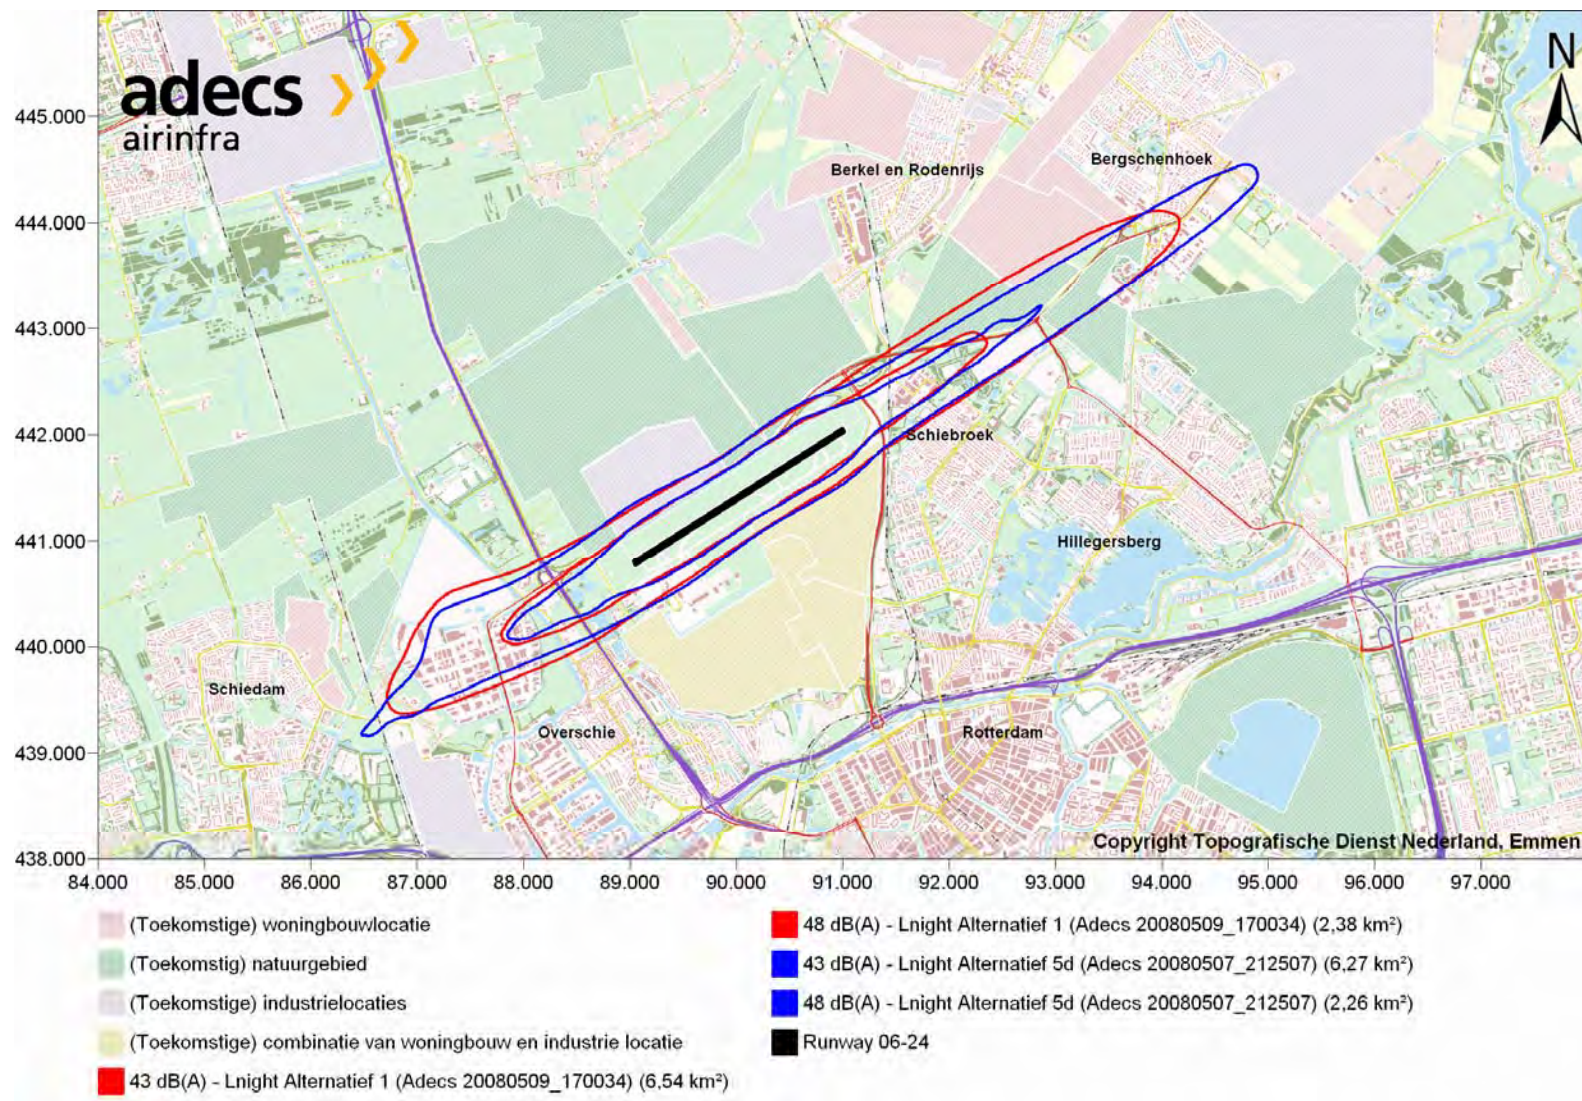 adecs
airinfra
N
445.000
444.000
443.000
442.000
441.000
440.000
439.000
438.000
Bergschenhoek
Berkel en Rodenrijs
Schiebroek
Hillegersberg
Schiedam
Overschie
Rotterdam
Copyright Topografische Dienst Nederland, Emmen
84.000 85.000 86.000 87.000 88.000 89.000 90.000 91.000 92.000 93.000 94.000 95.000 96.000 97.000
(Toekomstige) woningbouwlocatie
(Toekomstig) natuurgebied
(Toekomstige) industrielocaties
(Toekomstige) combinatie van woningbouw en industrie locatie
43 dB(A) - Lnight Alternatief 1 (Adecs 20080509_170034) (6,54 km²)
48 dB(A) - Lnight Alternatief 1 (Adecs 20080509_170034) (2,38 km²)
43 dB(A) - Lnight Alternatief 5d (Adecs 20080507_212507) (6,27 km²)
48 dB(A) - Lnight Alternatief 5d (Adecs 20080507_212507) (2,26 km²)
Runway 06-24